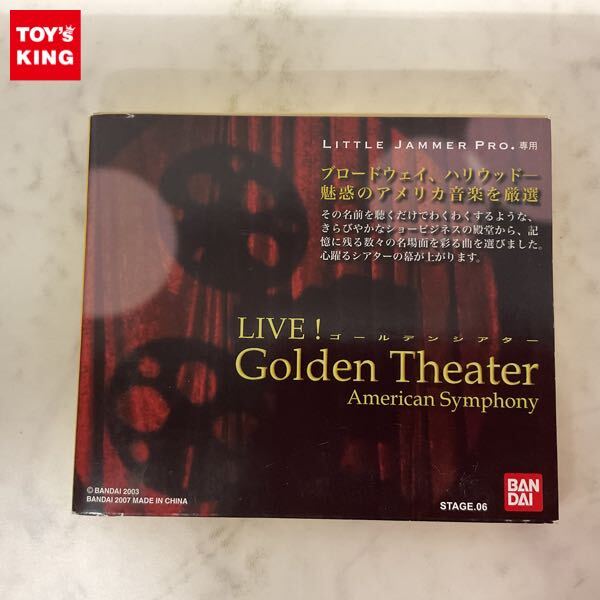 TOY's
KING
LITTLE JAMMER PRO. 専用
ブロードウェイ、ハリウッド―
魅惑のアメリカ音楽を厳選
その名前を聴くだけでわくわくするような、
きらびやかなショービジネスの殿堂から、記
憶に残る数々の名場面を彩る曲を選びました。
心躍るシアターの幕が上がります。
LIVE! ゴールデンシアター
Golden Theater
American Symphony
© BANDAI 2003
BANDAI 2007 MADE IN CHINA
STAGE.06
BAN
DAI